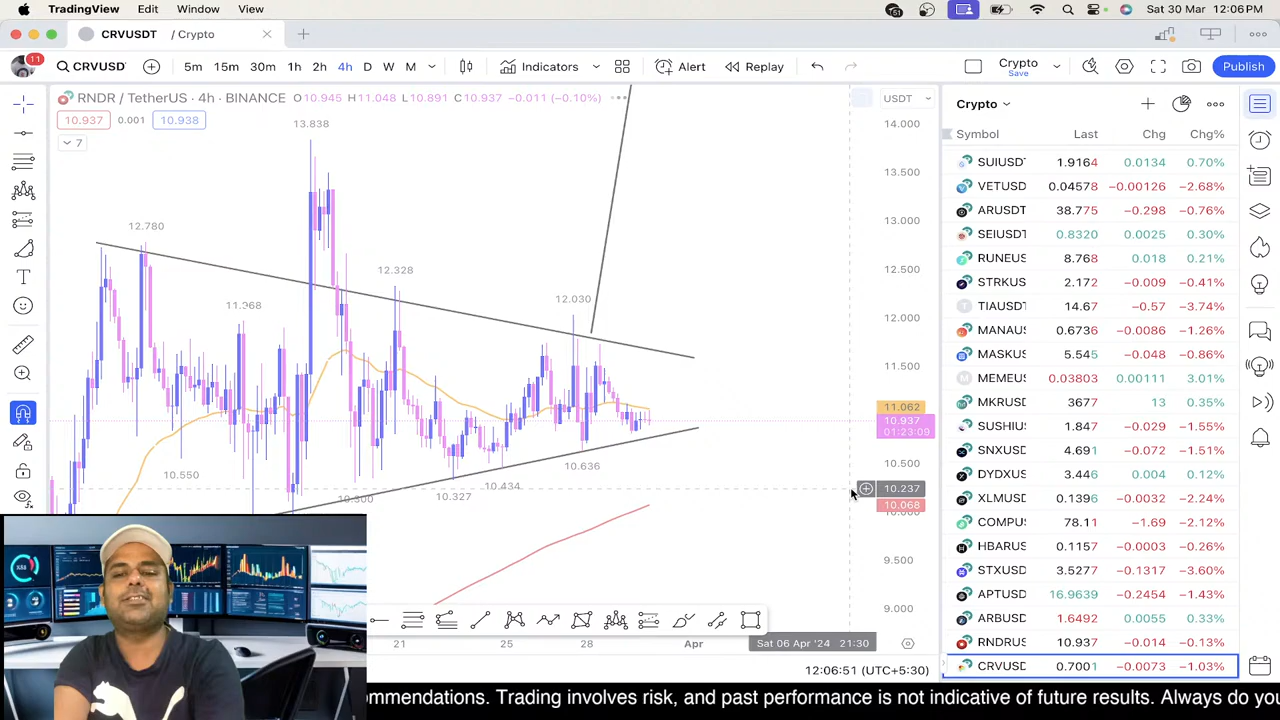 TradingView Edit Window View Sat 30 Mar 12:06 PM
CRVUSDT / Crypto
11 CRVUSD 5m 15m 30m 1h 2h 4h D W M Indicators Alert Replay Crypto Save Publish
RNDR / TetherUS · 4h · BINANCE O10.945 H11.048 L10.891 C10.937 −0.011 (−0.10%) USDT
10.937 0.001 10.938
7
13.838
12.780
12.328
12.030
10.550
10.300
10.327
10.434
10.636
14.000
13.500
13.000
12.500
12.000
11.500
11.062
10.937
01:23:09
10.500
10.237
10.068
9.500
9.000
21 25 28 Apr Sat 06 Apr '24 21:30
12:06:51 (UTC+5:30)
Crypto
Symbol Last Chg Chg%
SUIUSD 1.9164 0.0134 0.70%
VETUSD 0.04578 −0.00126 −2.68%
ARUSDT 38.775 −0.298 −0.76%
SEIUSD 0.8320 0.0025 0.30%
RUNEUS 8.768 0.018 0.21%
STRKUS 2.172 −0.009 −0.41%
TIAUSDT 14.67 −0.57 −3.74%
MANAUS 0.6736 −0.0086 −1.26%
MASKUS 5.545 −0.048 −0.86%
MEMEUS 0.03803 0.00111 3.01%
MKRUSD 3677 13 0.35%
SUSHIU 1.847 −0.029 −1.55%
SNXUSD 4.691 −0.072 −1.51%
DYDXUS 3.446 0.004 0.12%
XLMUSD 0.1396 −0.0032 −2.24%
COMPU 78.11 −1.69 −2.12%
HBARUS 0.1157 −0.0003 −0.26%
STXUSD 3.5277 −0.1317 −3.60%
APTUSD 16.9639 −0.2454 −1.43%
ARBUSD 1.6492 0.0055 0.33%
RNDRUS 10.937 −0.014 −0.13%
CRVUSD 0.7001 −0.0073 −1.03%
mmendations. Trading involves risk, and past performance is not indicative of future results. Always do you